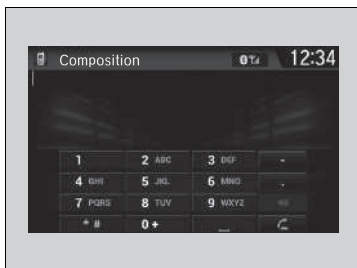 Composition 12:34
1 2 ABC 3 DEF -
4 GHI 5 JKL 6 MNO .
7 PQRS 8 TUV 9 WXYZ
* # 0 + _